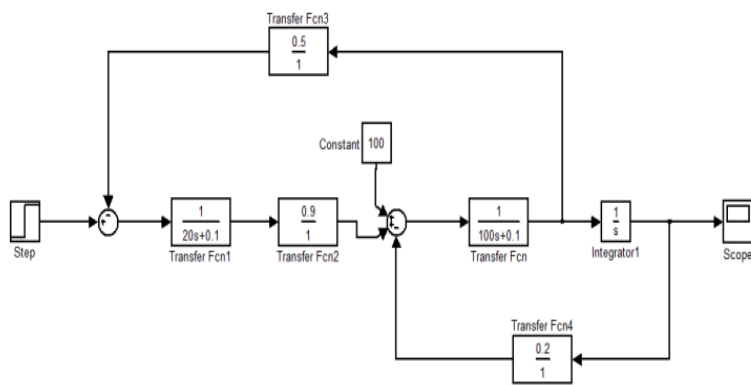 Transfer Fcn3
0.5
1
Constant
100
Step
1
20s+0.1
Transfer Fcn1
0.9
1
Transfer Fcn2
1
100s+0.1
Transfer Fcn
1
s
Integrator1
Scope
Transfer Fcn4
0.2
1